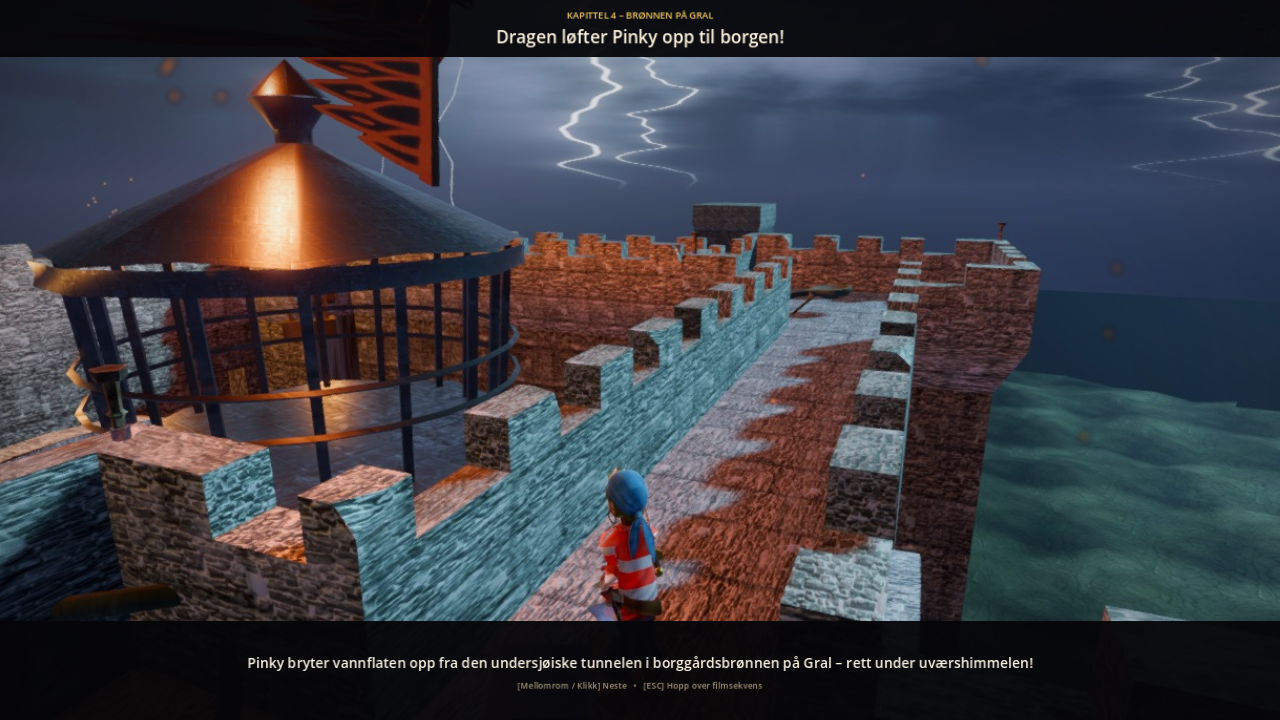 KAPITTEL 4 – BRØNNEN PÅ GRAL
Dragen løfter Pinky opp til borgen!
Pinky bryter vannflaten opp fra den undersjøiske tunnelen i borggårdsbrønnen på Gral – rett under uværshimmelen!
[Mellomrom / Klikk] Neste • [ESC] Hopp over filmsekvens